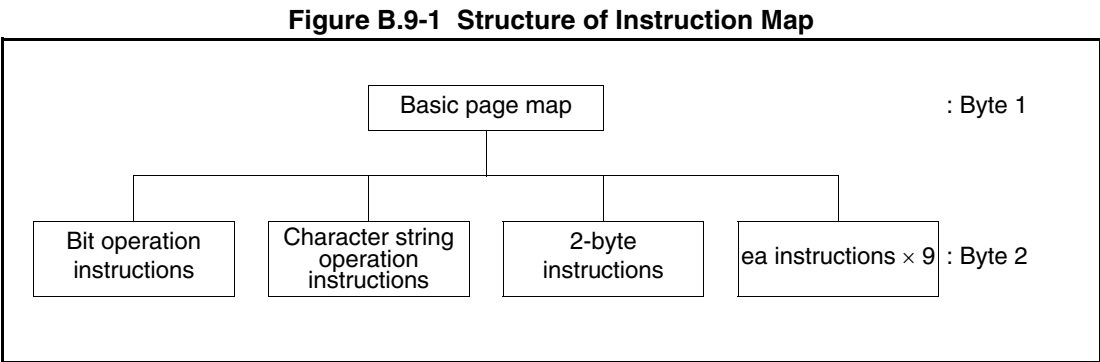 Figure B.9-1 Structure of Instruction Map
Basic page map
: Byte 1
Bit operation
instructions
Character string
operation
instructions
2-byte
instructions
ea instructions × 9
: Byte 2